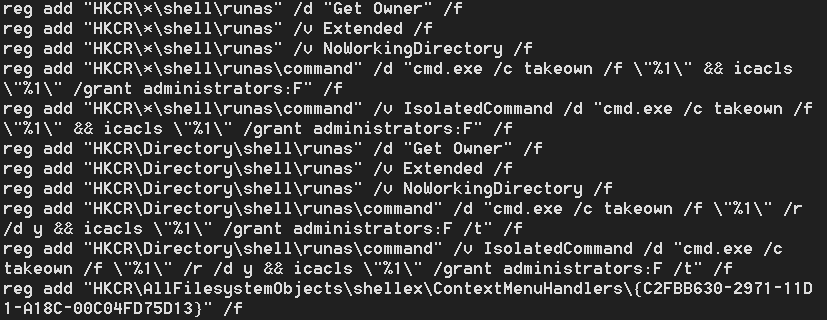 reg add "HKCR\*\shell\runas" /d "Get Owner" /f
reg add "HKCR\*\shell\runas" /v Extended /f
reg add "HKCR\*\shell\runas" /v NoWorkingDirectory /f
reg add "HKCR\*\shell\runas\command" /d "cmd.exe /c takeown /f \"%1\" && icacls
\"%1\" /grant administrators:F" /f
reg add "HKCR\*\shell\runas\command" /v IsolatedCommand /d "cmd.exe /c takeown /f
\"%1\" && icacls \"%1\" /grant administrators:F" /f
reg add "HKCR\Directory\shell\runas" /d "Get Owner" /f
reg add "HKCR\Directory\shell\runas" /v Extended /f
reg add "HKCR\Directory\shell\runas" /v NoWorkingDirectory /f
reg add "HKCR\Directory\shell\runas\command" /d "cmd.exe /c takeown /f \"%1\" /r
/d y && icacls \"%1\" /grant administrators:F /t" /f
reg add "HKCR\Directory\shell\runas\command" /v IsolatedCommand /d "cmd.exe /c
takeown /f \"%1\" /r /d y && icacls \"%1\" /grant administrators:F /t" /f
reg add "HKCR\AllFilesystemObjects\shellex\ContextMenuHandlers\{C2FBB630-2971-11D
1-A18C-00C04FD75D13}" /f